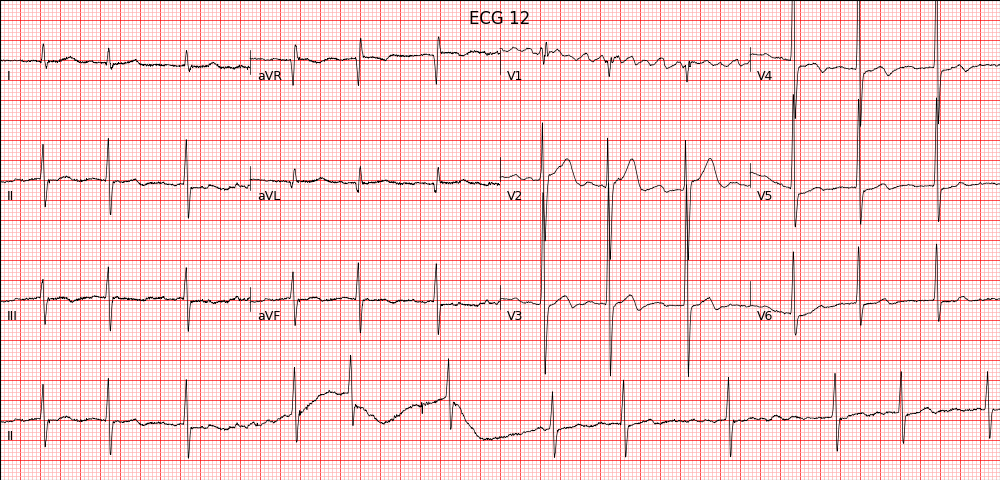 ECG 12
I aVR V1 V4
II aVL V2 V5
III aVF V3 V6
II